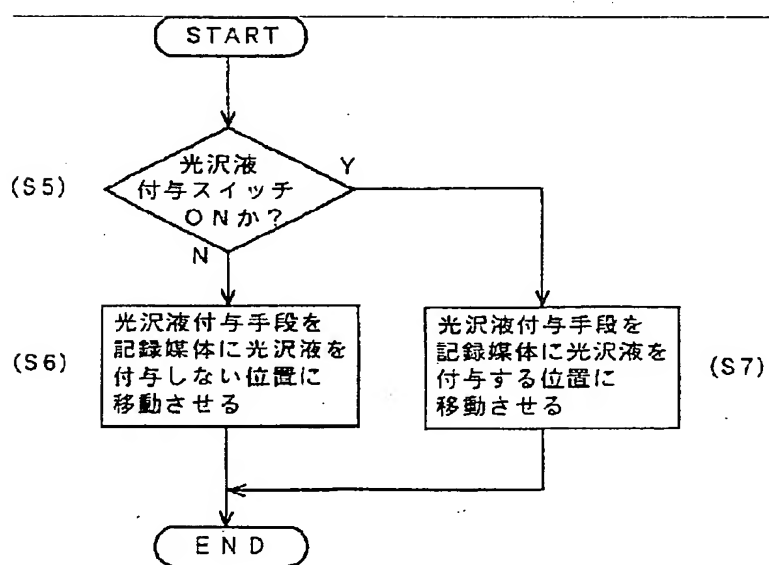 START
(S5)
光沢液
付与スイッチ
ONか?
Y
N
(S6)
光沢液付与手段を
記録媒体に光沢液を
付与しない位置に
移動させる
光沢液付与手段を
記録媒体に光沢液を
付与する位置に
移動させる
(S7)
END